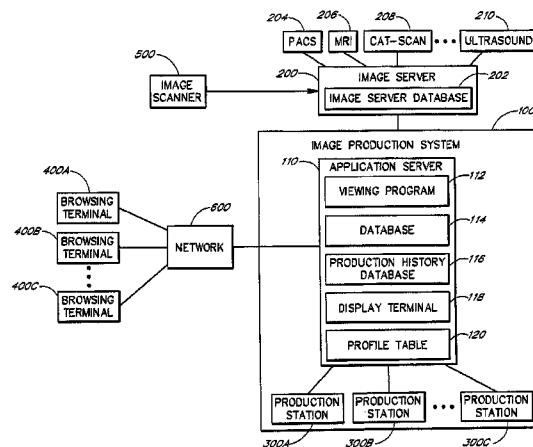 204
206
208
210
PACS
MRI
CAT-SCAN
ULTRASOUND
500
200
IMAGE SERVER
202
IMAGE SCANNER
IMAGE SERVER DATABASE
100
IMAGE PRODUCTION SYSTEM
110
APPLICATION SERVER
400A
VIEWING PROGRAM
112
BROWSING TERMINAL
600
400B
DATABASE
114
BROWSING TERMINAL
NETWORK
PRODUCTION HISTORY DATABASE
116
400C
BROWSING TERMINAL
DISPLAY TERMINAL
118
PROFILE TABLE
120
PRODUCTION STATION
PRODUCTION STATION
PRODUCTION STATION
300A
300B
300C